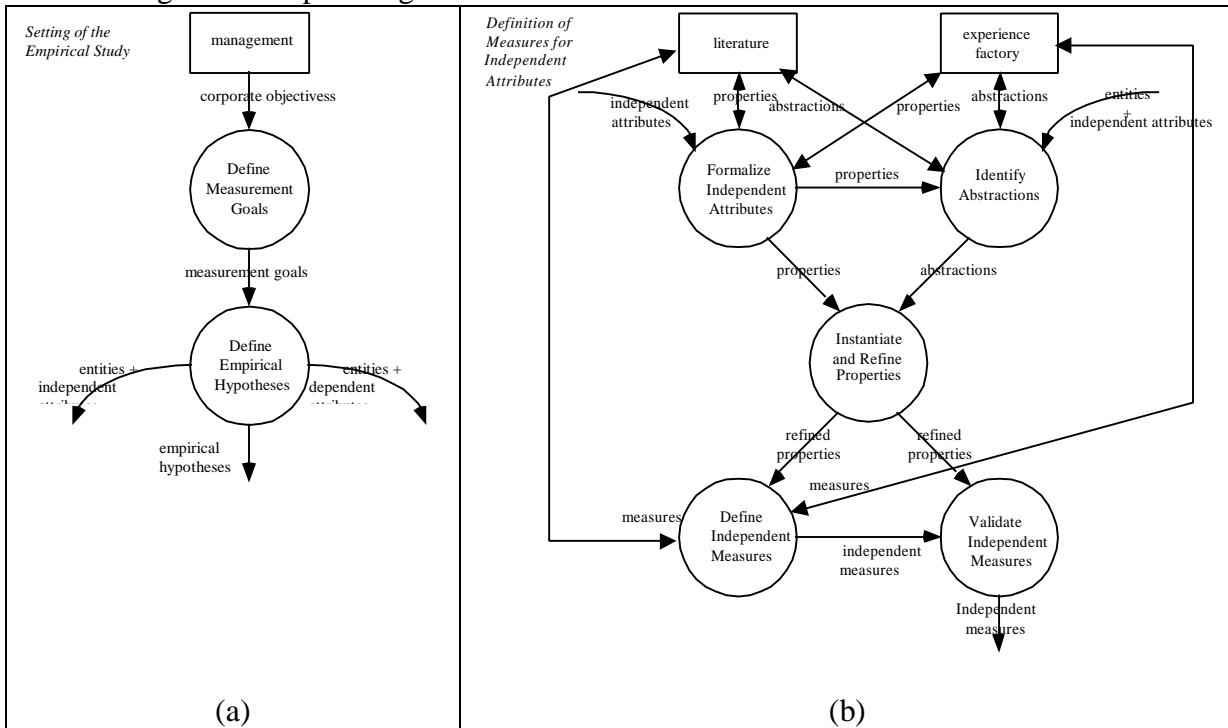 Setting of the
Empirical Study
management
corporate objectivess
Define
Measurement
Goals
measurement goals
Define
Empirical
Hypotheses
entities +
independent
entities +
dependent
empirical
hypotheses
(a)
Definition of
Measures for
Independent
Attributes
literature
experience
factory
independent
attributes
properties
abstractions
properties
abstractions
entities
+
independent attributes
Formalize
Independent
Attributes
properties
Identify
Abstractions
properties
abstractions
Instantiate
and Refine
Properties
refined
properties
refined
properties
measures
measures
Define
Independent
Measures
independent
measures
Validate
Independent
Measures
Independent
measures
(b)